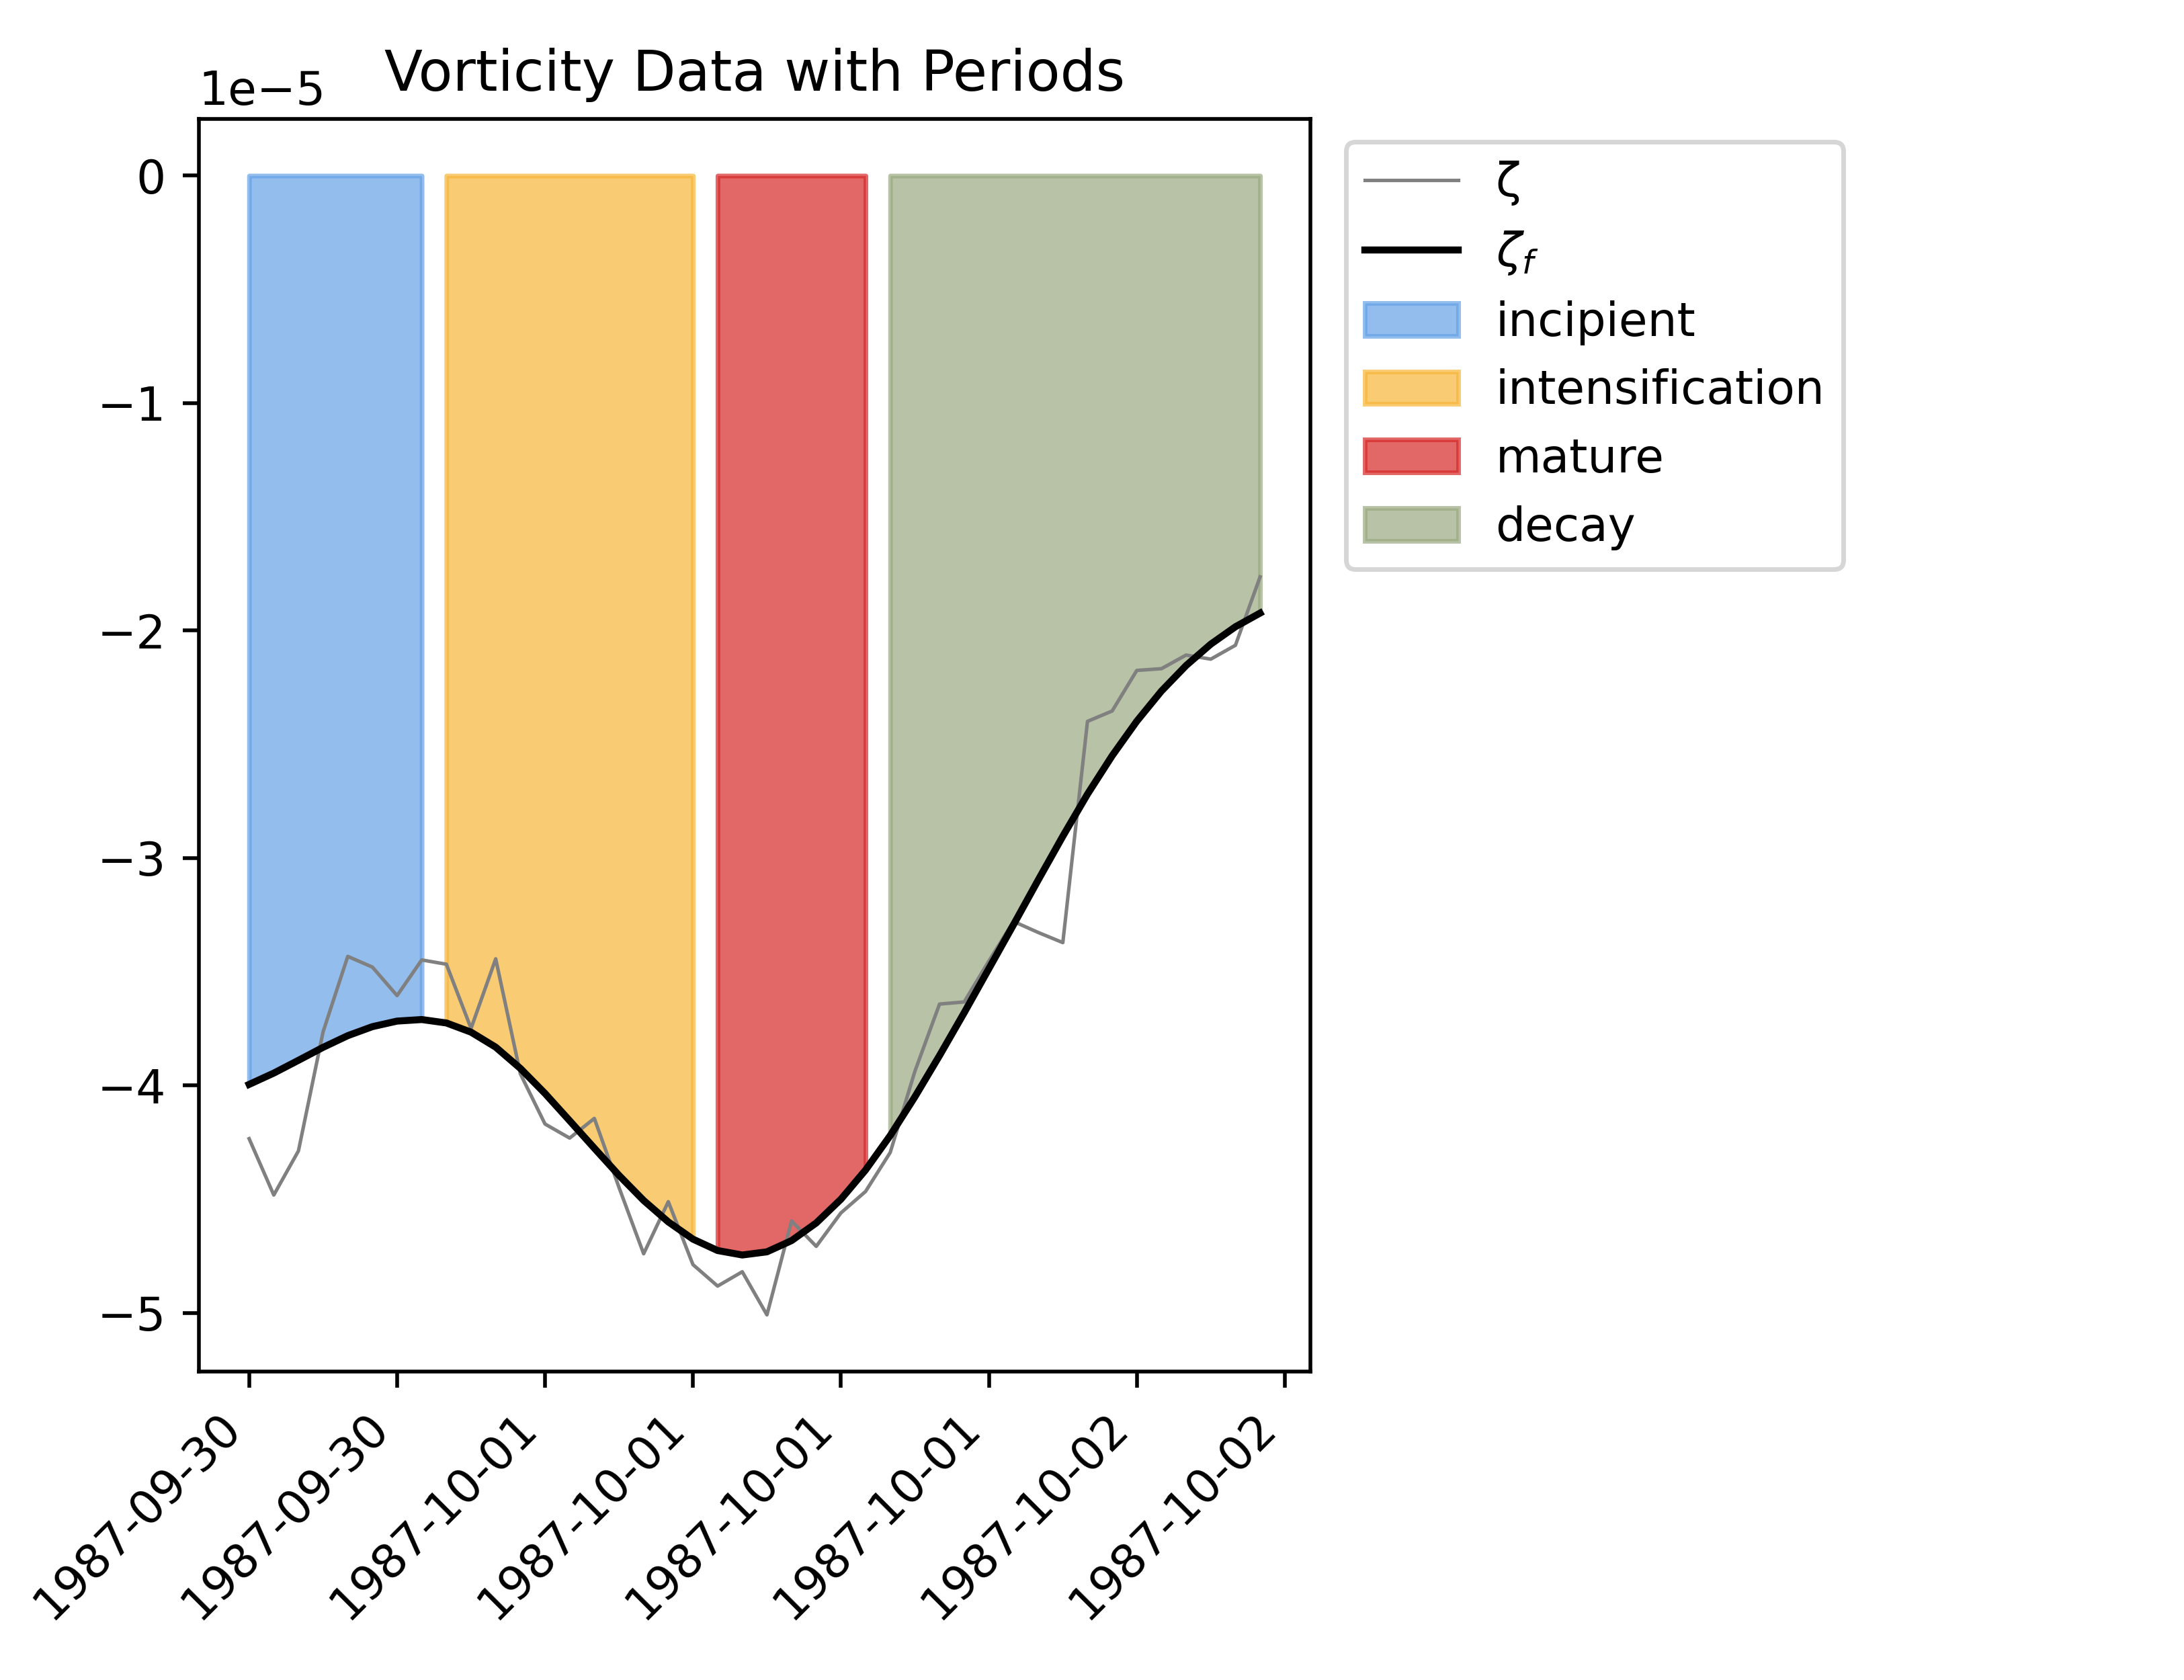 Vorticity Data with Periods
1e−5
0
−1
−2
−3
−4
−5
1987-09-30
1987-09-30
1987-10-01
1987-10-01
1987-10-01
1987-10-01
1987-10-02
1987-10-02
ζ
ζf
incipient
intensification
mature
decay